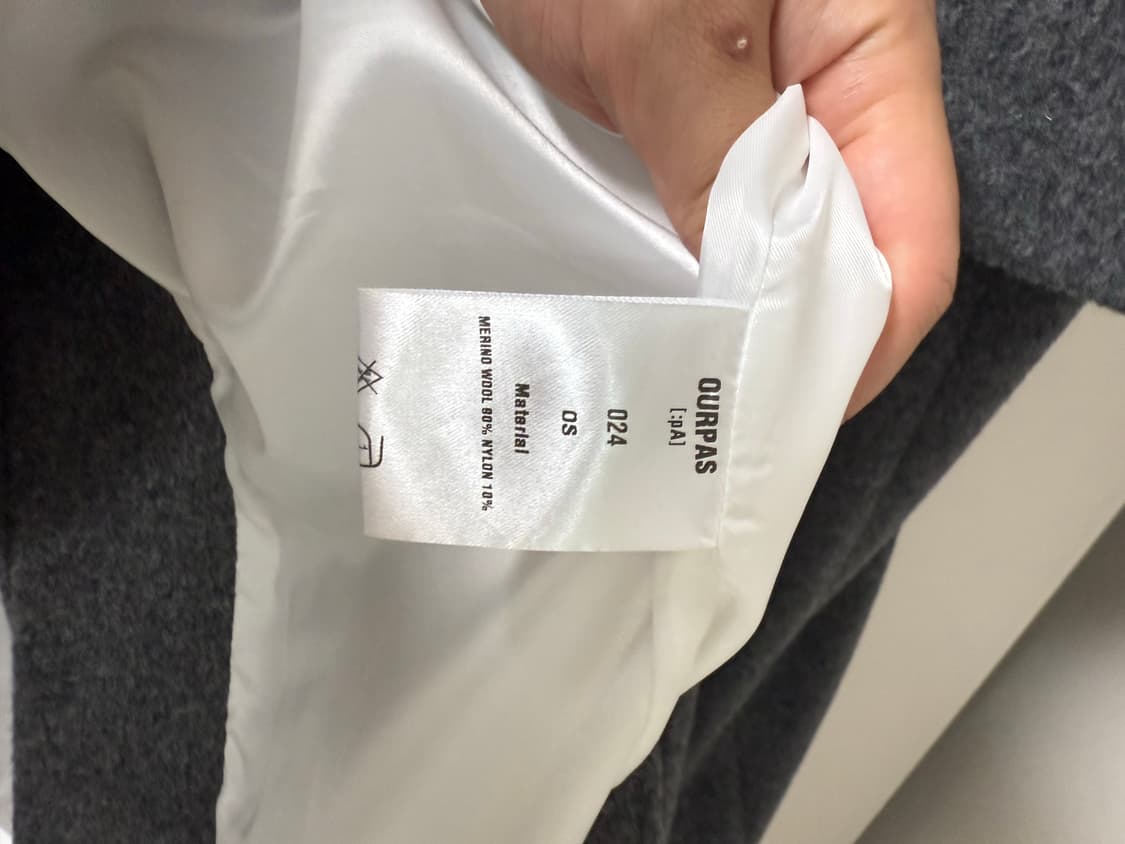 OURPAS
[:pA]
024
OS
Material
MERINO WOOL 90% NYLON 10%